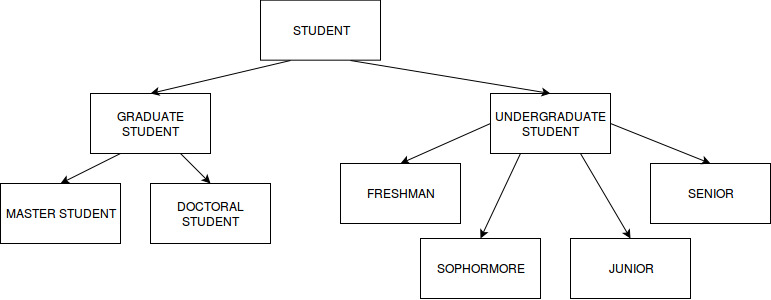 STUDENT
GRADUATE
STUDENT
UNDERGRADUATE
STUDENT
MASTER STUDENT
DOCTORAL
STUDENT
FRESHMAN
SENIOR
SOPHORMORE
JUNIOR